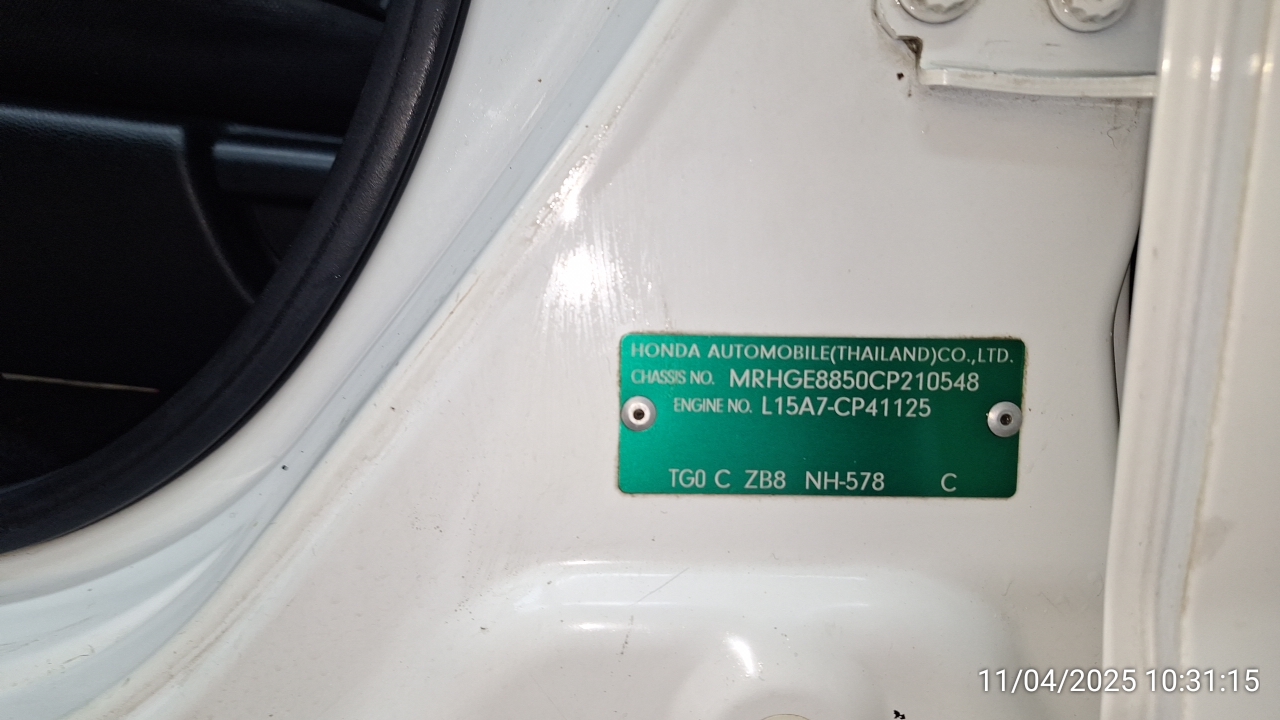 HONDA AUTOMOBILE(THAILAND)CO.,LTD.
CHASSIS NO. MRHGE8850CP210548
ENGINE NO. L15A7-CP41125
TG0 C ZB8 NH-578 C
11/04/2025 10:31:15